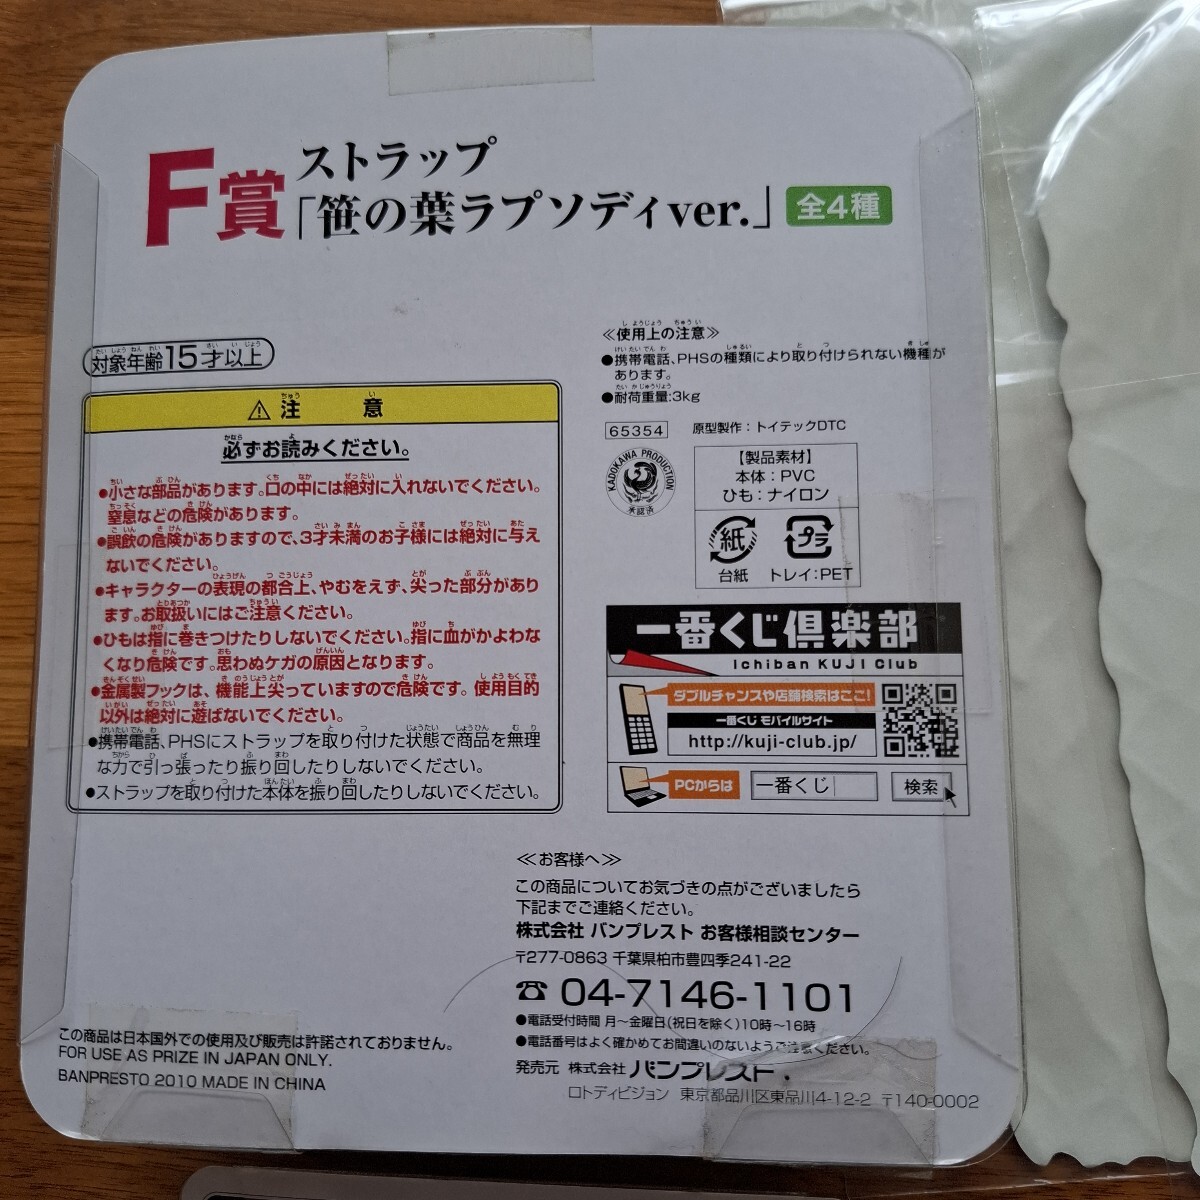 F賞
ストラップ
「笹の葉ラプソディver.」
全4種
対象年齢15才以上
⚠注意
必ずお読みください。
●小さな部品があります。口の中には絶対に入れないでください。
窒息などの危険があります。
●誤飲の危険がありますので、3才未満のお子様には絶対に与え
ないでください。
●キャラクターの表現の都合上、やむをえず、尖った部分があり
ます。お取扱いにはご注意ください。
●ひもは指に巻きつけたりしないでください。指に血がかよわな
くなり危険です。思わぬケガの原因となります。
●金属製フックは、機能上尖っていますので危険です。使用目的
以外は絶対に遊ばないでください。
●携帯電話、PHSにストラップを取り付けた状態で商品を無理
な力で引っ張ったり振り回したりしないでください。
●ストラップを取り付けた本体を振り回したりしないでください。
≪使用上の注意≫
●携帯電話、PHSの種類により取り付けられない機種が
あります。
●耐荷重量:3kg
65354
原型製作：トイテックDTC
KADOKAWA PRODUCTION
承認済
【製品素材】
本体：PVC
ひも：ナイロン
紙
プラ
台紙
トレイ：PET
一番くじ倶楽部
Ichiban KUJI Club
ダブルチャンスや店舗検索はここ!
一番くじ モバイルサイト
http://kuji-club.jp/
PCからは
一番くじ
検索
≪お客様へ≫
この商品についてお気づきの点がございましたら
下記までご連絡ください。
株式会社 バンプレスト お客様相談センター
〒277-0863 千葉県柏市豊四季241-22
☎ 04-7146-1101
●電話受付時間 月～金曜日(祝日を除く)10時～16時
●電話番号はよく確かめてお間違いのないようご注意ください。
発売元 株式会社 バンプレスト
ロトディビジョン 東京都品川区東品川4-12-2 〒140-0002
この商品は日本国外での使用及び販売は許諾されておりません。
FOR USE AS PRIZE IN JAPAN ONLY.
BANPRESTO 2010 MADE IN CHINA